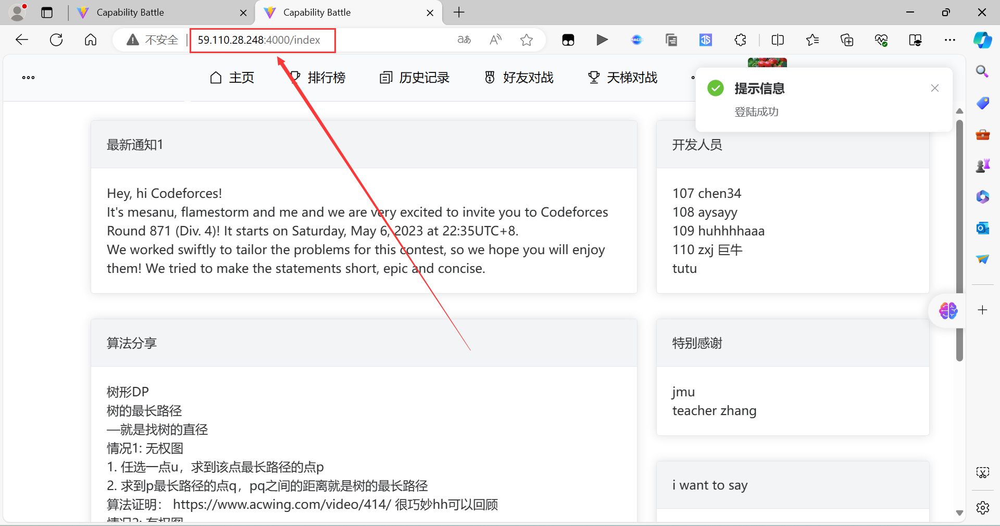 Capability Battle
Capability Battle
不安全
59.110.28.248:4000/index
主页
排行榜
历史记录
好友对战
天梯对战
提示信息
登陆成功
最新通知1
Hey, hi Codeforces!
It's mesanu, flamestorm and me and we are very excited to invite you to Codeforces
Round 871 (Div. 4)! It starts on Saturday, May 6, 2023 at 22:35UTC+8.
We worked swiftly to tailor the problems for this contest, so we hope you will enjoy
them! We tried to make the statements short, epic and concise.
开发人员
107 chen34
108 aysayy
109 huhhhhaaa
110 zxj 巨牛
tutu
算法分享
树形DP
树的最长路径
—就是找树的直径
情况1: 无权图
1. 任选一点u，求到该点最长路径的点p
2. 求到p最长路径的点q，pq之间的距离就是树的最长路径
算法证明： https://www.acwing.com/video/414/ 很巧妙hh可以回顾
情况2: 有权图
特别感谢
jmu
teacher zhang
i want to say